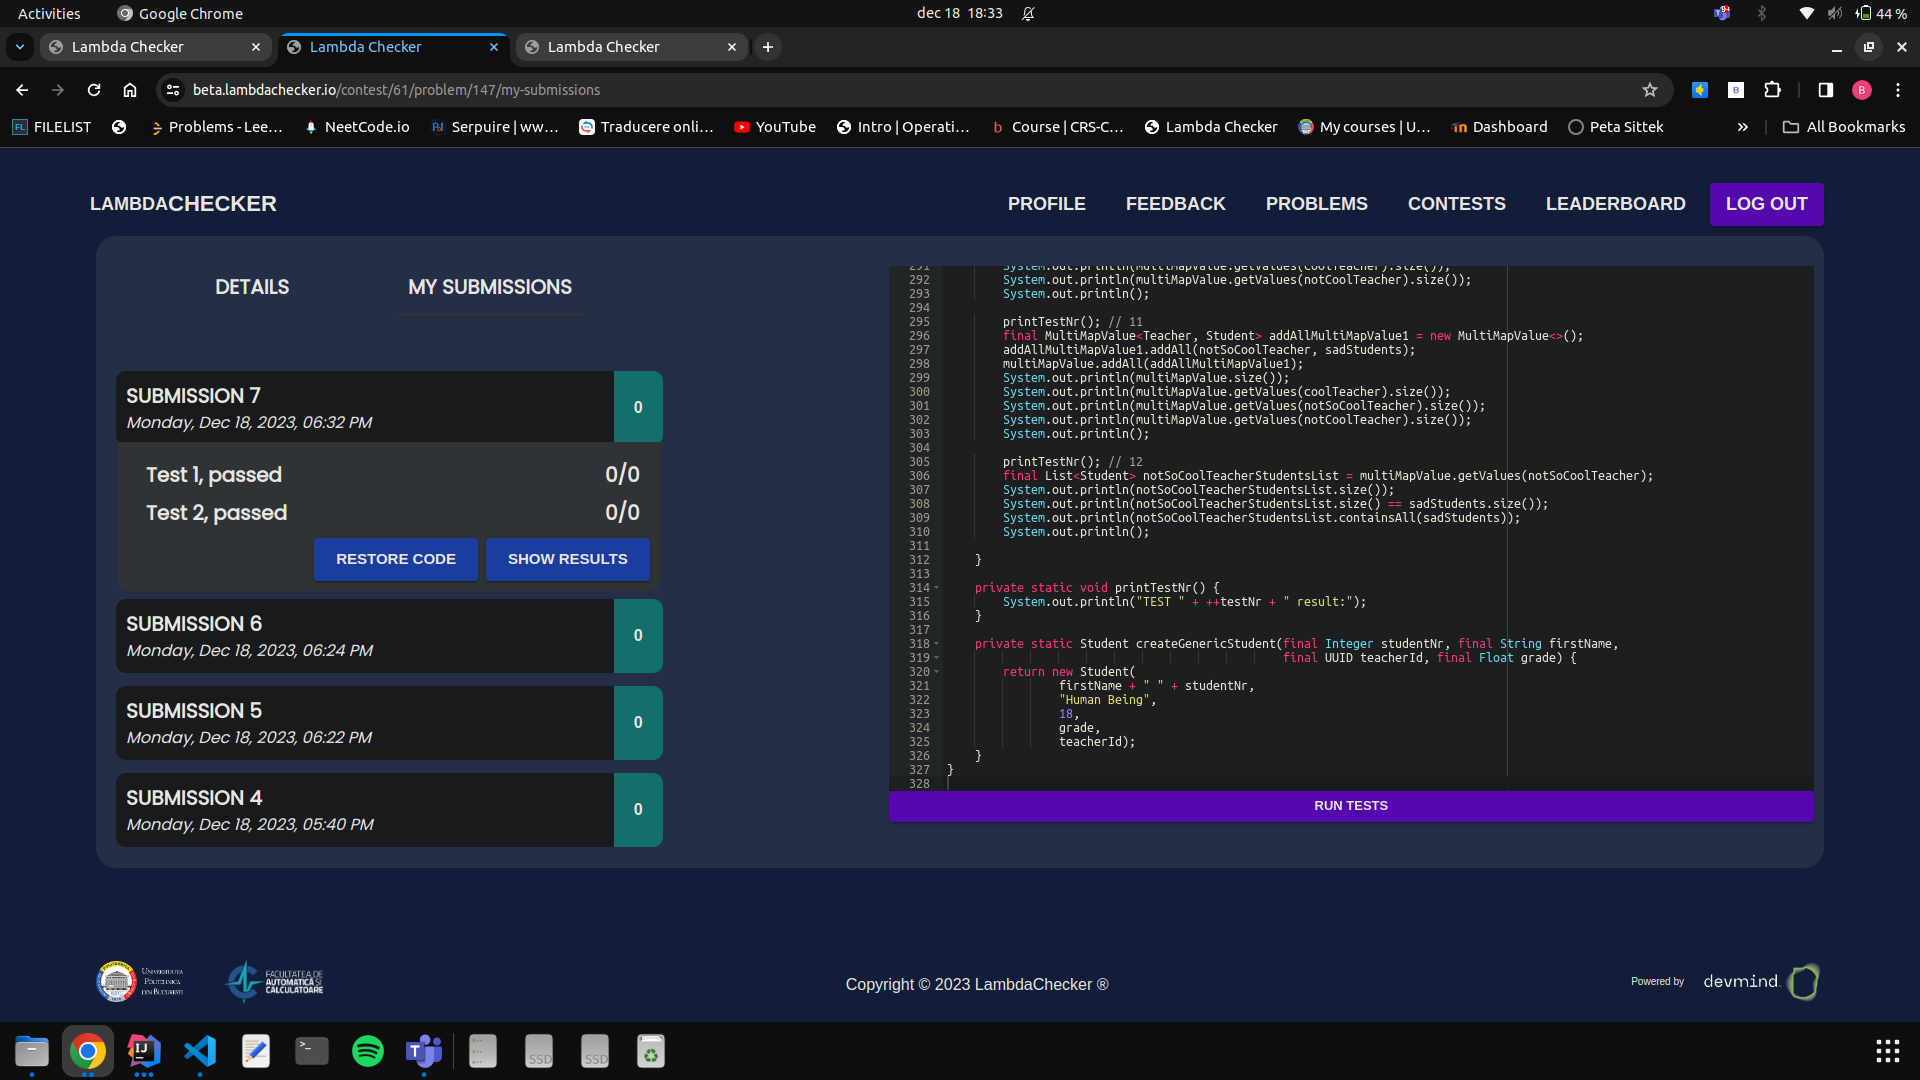 Activities
Google Chrome
dec 18 18:33
44 %
Lambda Checker
Lambda Checker
Lambda Checker
beta.lambdachecker.io/contest/61/problem/147/my-submissions
FILELIST
Problems - Lee...
NeetCode.io
Serpuire | ww...
Traducere onli...
YouTube
Intro | Operati...
Course | CRS-C...
Lambda Checker
My courses | U...
Dashboard
Peta Sittek
All Bookmarks
LAMBDACHECKER
PROFILE
FEEDBACK
PROBLEMS
CONTESTS
LEADERBOARD
LOG OUT
DETAILS
MY SUBMISSIONS
SUBMISSION 7
Monday, Dec 18, 2023, 06:32 PM
0
Test 1, passed
0/0
Test 2, passed
0/0
RESTORE CODE
SHOW RESULTS
SUBMISSION 6
Monday, Dec 18, 2023, 06:24 PM
0
SUBMISSION 5
Monday, Dec 18, 2023, 06:22 PM
0
SUBMISSION 4
Monday, Dec 18, 2023, 05:40 PM
0
291 System.out.println(multiMapValue.getValues(coolTeacher).size());
292 System.out.println(multiMapValue.getValues(notCoolTeacher).size());
293 System.out.println();
294
295 printTestNr(); // 11
296 final MultiMapValue<Teacher, Student> addAllMultiMapValue1 = new MultiMapValue<>();
297 addAllMultiMapValue1.addAll(notSoCoolTeacher, sadStudents);
298 multiMapValue.addAll(addAllMultiMapValue1);
299 System.out.println(multiMapValue.size());
300 System.out.println(multiMapValue.getValues(coolTeacher).size());
301 System.out.println(multiMapValue.getValues(notSoCoolTeacher).size());
302 System.out.println(multiMapValue.getValues(notCoolTeacher).size());
303 System.out.println();
304
305 printTestNr(); // 12
306 final List<Student> notSoCoolTeacherStudentsList = multiMapValue.getValues(notSoCoolTeacher);
307 System.out.println(notSoCoolTeacherStudentsList.size());
308 System.out.println(notSoCoolTeacherStudentsList.size() == sadStudents.size());
309 System.out.println(notSoCoolTeacherStudentsList.containsAll(sadStudents));
310 System.out.println();
311
312 }
313
314 private static void printTestNr() {
315 System.out.println("TEST " + ++testNr + " result:");
316 }
317
318 private static Student createGenericStudent(final Integer studentNr, final String firstName,
319 final UUID teacherId, final Float grade) {
320 return new Student(
321 firstName + " " + studentNr,
322 "Human Being",
323 18,
324 grade,
325 teacherId);
326 }
327 }
328
RUN TESTS
UNIVERSITATEA
POLITEHNICA
DIN BUCUREȘTI
FACULTATEA DE
AUTOMATICĂ ȘI
CALCULATOARE
Copyright © 2023 LambdaChecker ®
Powered by
devmind.
SSD
SSD